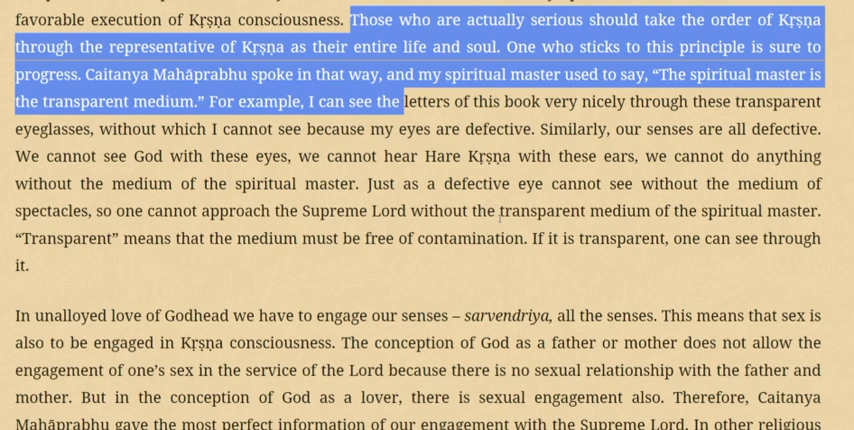 favorable execution of Kṛṣṇa consciousness. Those who are actually serious should take the order of Kṛṣṇa
through the representative of Kṛṣṇa as their entire life and soul. One who sticks to this principle is sure to
progress. Caitanya Mahāprabhu spoke in that way, and my spiritual master used to say, “The spiritual master is
the transparent medium.” For example, I can see the letters of this book very nicely through these transparent
eyeglasses, without which I cannot see because my eyes are defective. Similarly, our senses are all defective.
We cannot see God with these eyes, we cannot hear Hare Kṛṣṇa with these ears, we cannot do anything
without the medium of the spiritual master. Just as a defective eye cannot see without the medium of
spectacles, so one cannot approach the Supreme Lord without the transparent medium of the spiritual master.
“Transparent” means that the medium must be free of contamination. If it is transparent, one can see through
it.
In unalloyed love of Godhead we have to engage our senses – sarvendriya, all the senses. This means that sex is
also to be engaged in Kṛṣṇa consciousness. The conception of God as a father or mother does not allow the
engagement of one’s sex in the service of the Lord because there is no sexual relationship with the father and
mother. But in the conception of God as a lover, there is sexual engagement also. Therefore, Caitanya
Mahāprabhu gave the most perfect information of our engagement with the Supreme Lord. In other religious